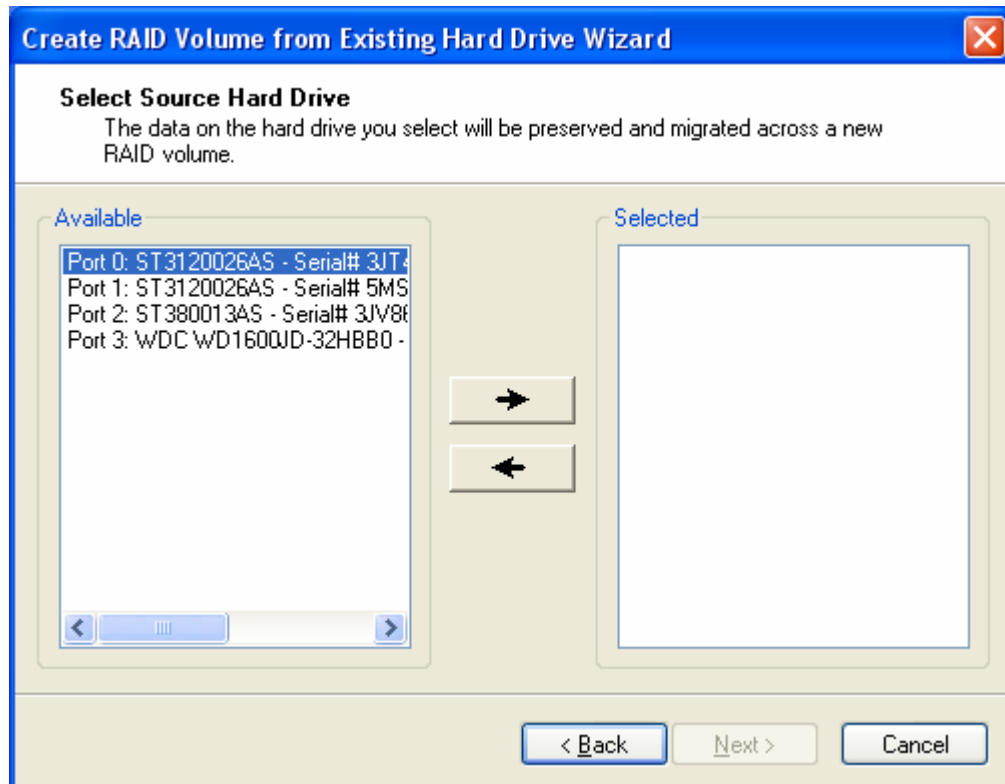 Create RAID Volume from Existing Hard Drive Wizard
Select Source Hard Drive
The data on the hard drive you select will be preserved and migrated across a new
RAID volume.
Available
Port 0: ST3120026AS - Serial# 3JT
Port 1: ST3120026AS - Serial# 5MS
Port 2: ST380013AS - Serial# 3JV8
Port 3: WDC WD1600JD-32HBB0 -
Selected
< Back
Next >
Cancel